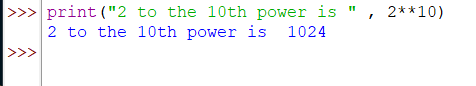 >>> print("2 to the 10th power is " , 2**10)
2 to the 10th power is  1024
>>>